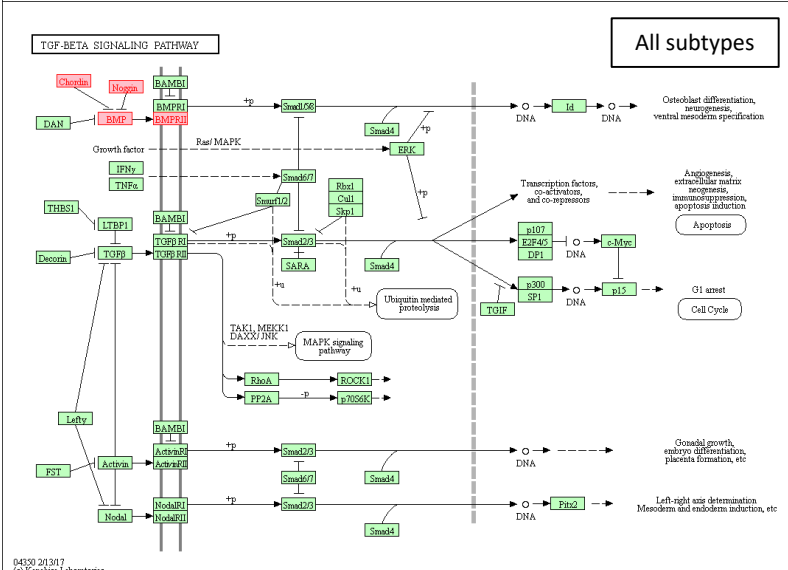 All subtypes
TGF-BETA SIGNALING PATHWAY
Chordin
Noggin
BAMBI
DAN
BMP
BMPRI
BMPRII
+p
Smad1/5/8
Smad4
+p
DNA
Id
DNA
Osteoblast differentiation,
neurogenesis,
ventral mesoderm specification
Growth factor
Ras/MAPK
ERK
IFNγ
TNFα
Smad6/7
Smurf1/2
Rbx1
Cul1
Skp1
+p
Transcription factors,
co-activators,
and co-repressors
Angiogenesis,
extracellular matrix
neogenesis,
immunosuppression,
apoptosis induction
Apoptosis
THBS1
LTBP1
BAMBI
Decorin
TGFβ
TGFβ RI
TGFβ RII
+p
Smad2/3
SARA
Smad4
p107
E2F4/5
DP1
DNA
c-Myc
+u
+u
Ubiquitin mediated
proteolysis
TGIF
p300
SP1
DNA
p15
G1 arrest
Cell Cycle
TAK1, MEKK1
DAXX/JNK
MAPK signaling
pathway
RhoA
ROCK1
PP2A
-p
p70S6K
Lefty
BAMBI
FST
Activin
ActivinRI
ActivinRII
+p
Smad2/3
Smad4
DNA
Gonadal growth,
embryo differentiation,
placenta formation, etc
Smad6/7
Nodal
NodalRI
NodalRII
+p
Smad2/3
Smad4
DNA
Pitx2
Left-right axis determination
Mesoderm and endoderm induction, etc
04350 2/13/17